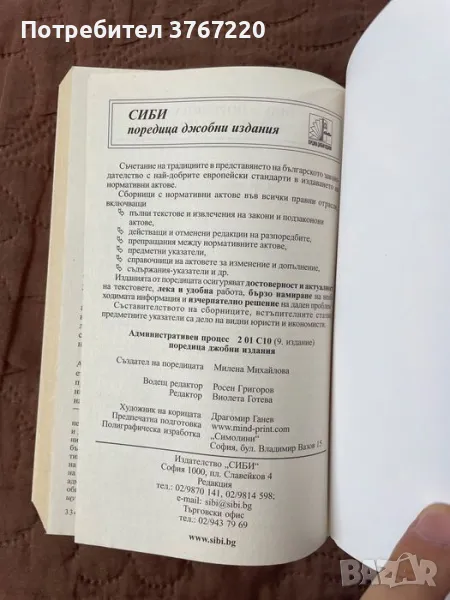 Потребител 3767220
СИБИ
поредица джобни издания
Съчетание на традициите в представянето на българското
дателство с най-добрите европейски стандарти в издаването на
нормативни актове.
Сборници с нормативни актове във всички правни отрасли,
включващи
пълни текстове и извлечения на закони и подзаконови
актове,
действащи и отменени редакции на разпоредбите,
препращания между нормативните актове,
предметни указатели,
справочници на актовете за изменение и допълнение,
съдържания-указатели и др.
Изданията от поредицата осигуряват достоверност и актуалност
на текстовете, лека и удобна работа, бързо намиране на
ходимата информация и изчерпателно решение на даден проблем.
Съставителството на сборниците, встъпителните
предметните указатели са дело на видни юристи и икономисти.
Административен процес 2 01 С10 (9. издание)
поредица джобни издания
Създател на поредицата Милена Михайлова
Водещ редактор Росен Григоров
Редактор Виолета Готева
Художник на корицата Драгомир Ганев
Предпечатна подготовка www.mind-print.com
Полиграфическа изработка „Симолини“
София, бул. Владимир Вазов 15
Издателство „СИБИ“
София 1000, пл. Славейков 4
Редакция
тел.: 02/9870 141, 02/9814 598;
e-mail: sibi@sibi.bg
Търговски офис
тел.: 02/943 79 69
www.sibi.bg
bazar